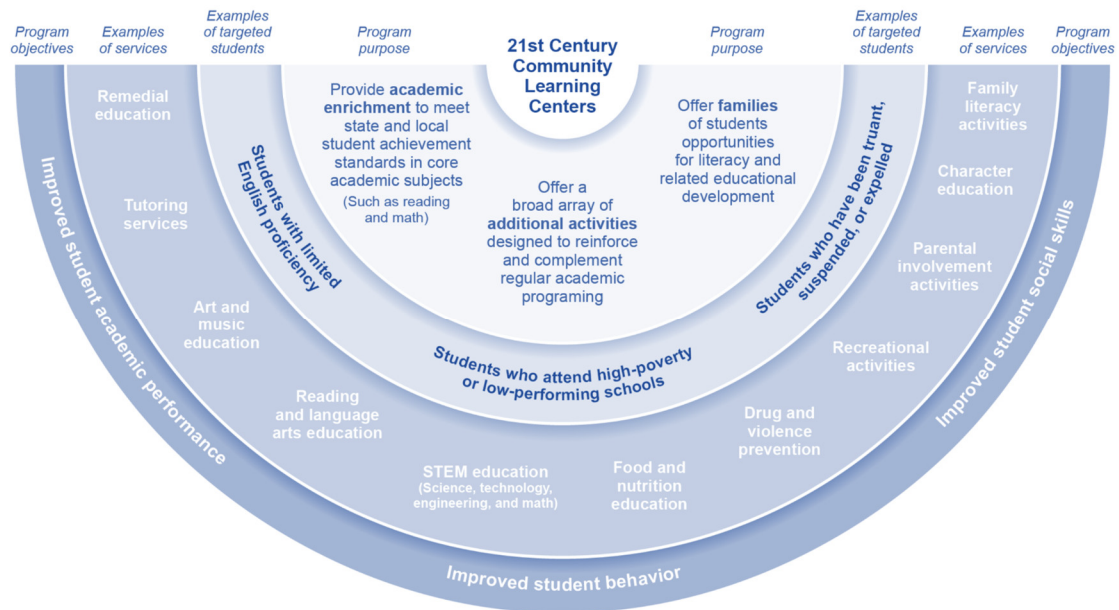 Program
objectives
Examples
of services
Examples
of targeted
students
Program
purpose
21st Century
Community
Learning
Centers
Program
purpose
Examples
of targeted
students
Examples
of services
Program
objectives
Provide academic
enrichment to meet
state and local
student achievement
standards in core
academic subjects
(Such as reading
and math)
Offer a
broad array of
additional activities
designed to reinforce
and complement
regular academic
programing
Offer families
of students
opportunities
for literacy and
related educational
development
Students with limited
English proficiency
Students who attend high-poverty
or low-performing schools
Students who have been truant,
suspended, or expelled
Remedial
education
Tutoring
services
Art and
music
education
Reading
and language
arts education
STEM education
(Science, technology,
engineering, and math)
Food and
nutrition
education
Drug and
violence
prevention
Recreational
activities
Parental
involvement
activities
Character
education
Family
literacy
activities
Improved student academic performance
Improved student behavior
Improved student social skills